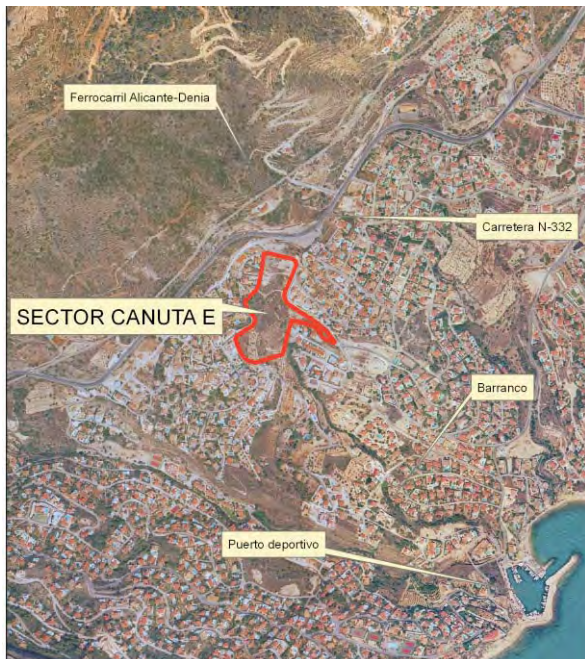 Ferrocarril Alicante-Denia
Carretera N-332
SECTOR CANUTA E
Barranco
Puerto deportivo